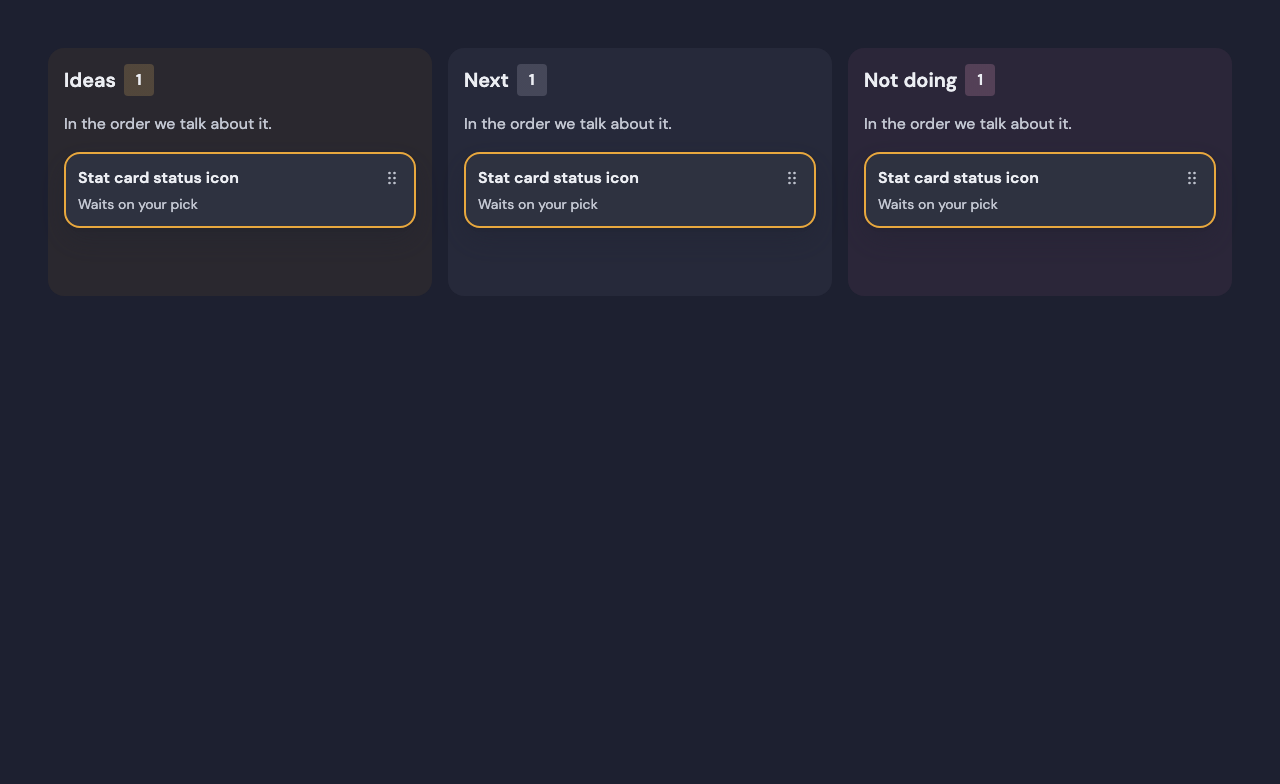 Ideas 1
In the order we talk about it.
Stat card status icon
Waits on your pick
Next 1
In the order we talk about it.
Stat card status icon
Waits on your pick
Not doing 1
In the order we talk about it.
Stat card status icon
Waits on your pick